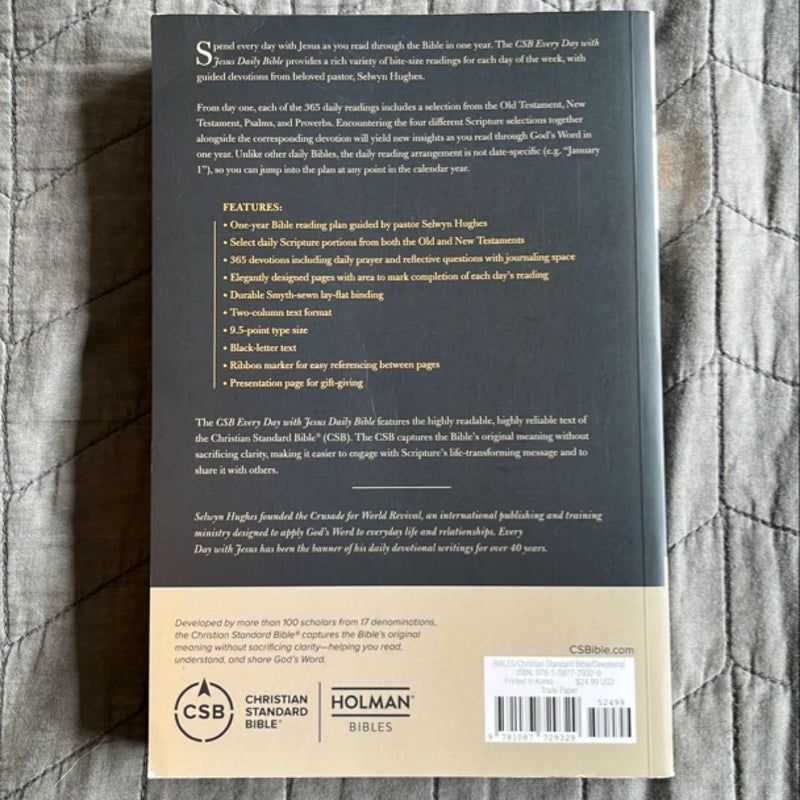 Spend every day with Jesus as you read through the Bible in one year. The CSB Every Day with
Jesus Daily Bible provides a rich variety of bite-size readings for each day of the week, with
guided devotions from beloved pastor, Selwyn Hughes.
From day one, each of the 365 daily readings includes a selection from the Old Testament, New
Testament, Psalms, and Proverbs. Encountering the four different Scripture selections together
alongside the corresponding devotion will yield new insights as you read through God's Word in
one year. Unlike other daily Bibles, the daily reading arrangement is not date-specific (e.g. "January
1"), so you can jump into the plan at any point in the calendar year.
FEATURES:
• One-year Bible reading plan guided by pastor Selwyn Hughes
• Select daily Scripture portions from both the Old and New Testaments
• 365 devotions including daily prayer and reflective questions with journaling space
• Elegantly designed pages with area to mark completion of each day's reading
• Durable Smyth-sewn lay-flat binding
• Two-column text format
• 9.5-point type size
• Black-letter text
• Ribbon marker for easy referencing between pages
• Presentation page for gift-giving
The CSB Every Day with Jesus Daily Bible features the highly readable, highly reliable text of
the Christian Standard Bible® (CSB). The CSB captures the Bible's original meaning without
sacrificing clarity, making it easier to engage with Scripture's life-transforming message and to
share it with others.
Selwyn Hughes founded the Crusade for World Revival, an international publishing and training
ministry designed to apply God's Word to everyday life and relationships. Every
Day with Jesus has been the banner of his daily devotional writings for over 40 years.
Developed by more than 100 scholars from 17 denominations,
the Christian Standard Bible® captures the Bible's original
meaning without sacrificing clarity—helping you read,
understand, and share God's Word.
CSB
CHRISTIAN
STANDARD
BIBLE®
HOLMAN®
BIBLES
CSBible.com
BIBLES/Christian Standard Bible/Devotional
ISBN: 978-1-0877-2932-9
Printed in Korea $24.99 USD
Trade Paper
52499
9 781087 729329